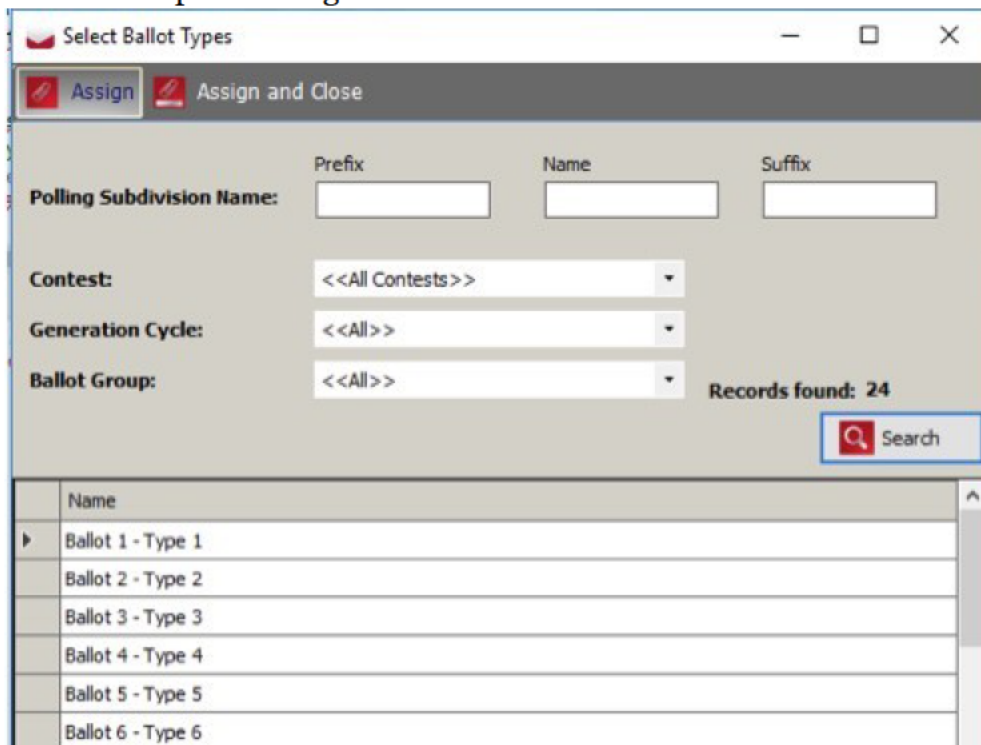 Select Ballot Types
Assign Assign and Close
Prefix Name Suffix
Polling Subdivision Name:
Contest: <<All Contests>>
Generation Cycle: <<All>>
Ballot Group: <<All>>
Records found: 24
Search
Name
Ballot 1 - Type 1
Ballot 2 - Type 2
Ballot 3 - Type 3
Ballot 4 - Type 4
Ballot 5 - Type 5
Ballot 6 - Type 6